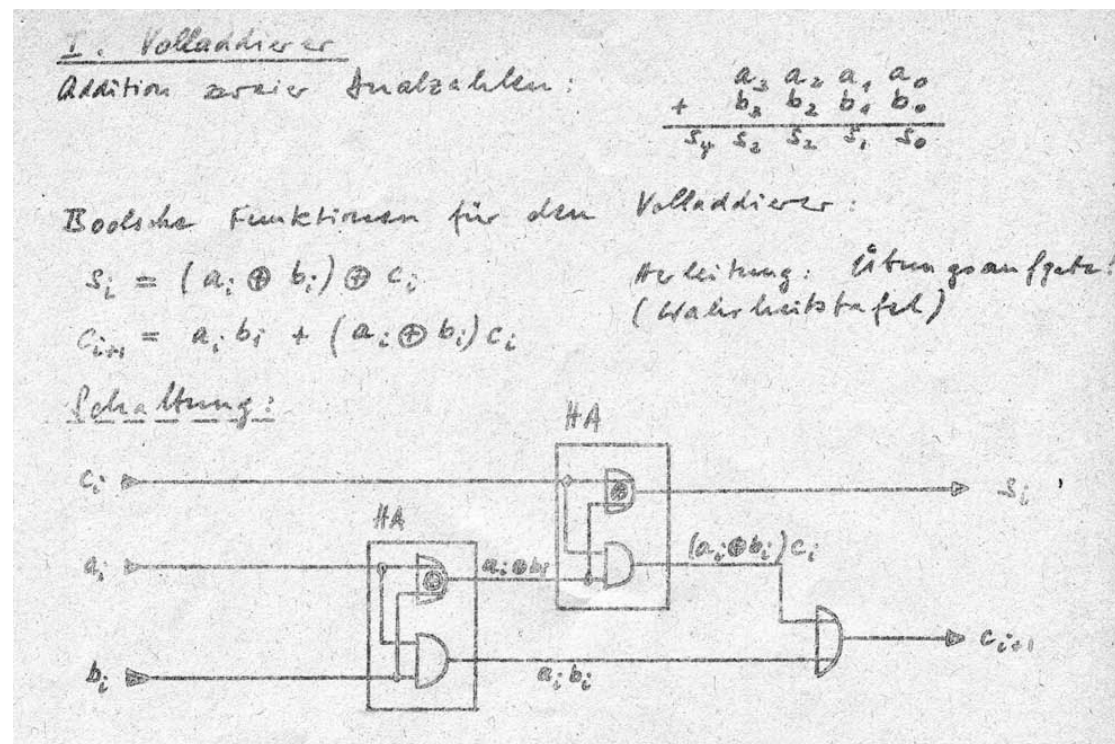 I. Volladdierer
Addition zweier Dualzahlen:
a₃ a₂ a₁ a₀
+ b₃ b₂ b₁ b₀
s₄ s₃ s₂ s₁ s₀
Boolsche Funktionen für den Volladdierer:
sᵢ = (aᵢ ⊕ bᵢ) ⊕ cᵢ
Herleitung: Übungsaufgabe
(Wahrheitstafel)
cᵢ₊₁ = aᵢ bᵢ + (aᵢ ⊕ bᵢ) cᵢ
Schaltung:
HA
cᵢ
sᵢ
HA
(aᵢ⊕bᵢ)cᵢ
aᵢ
aᵢ⊕bᵢ
cᵢ₊₁
bᵢ
aᵢ bᵢ